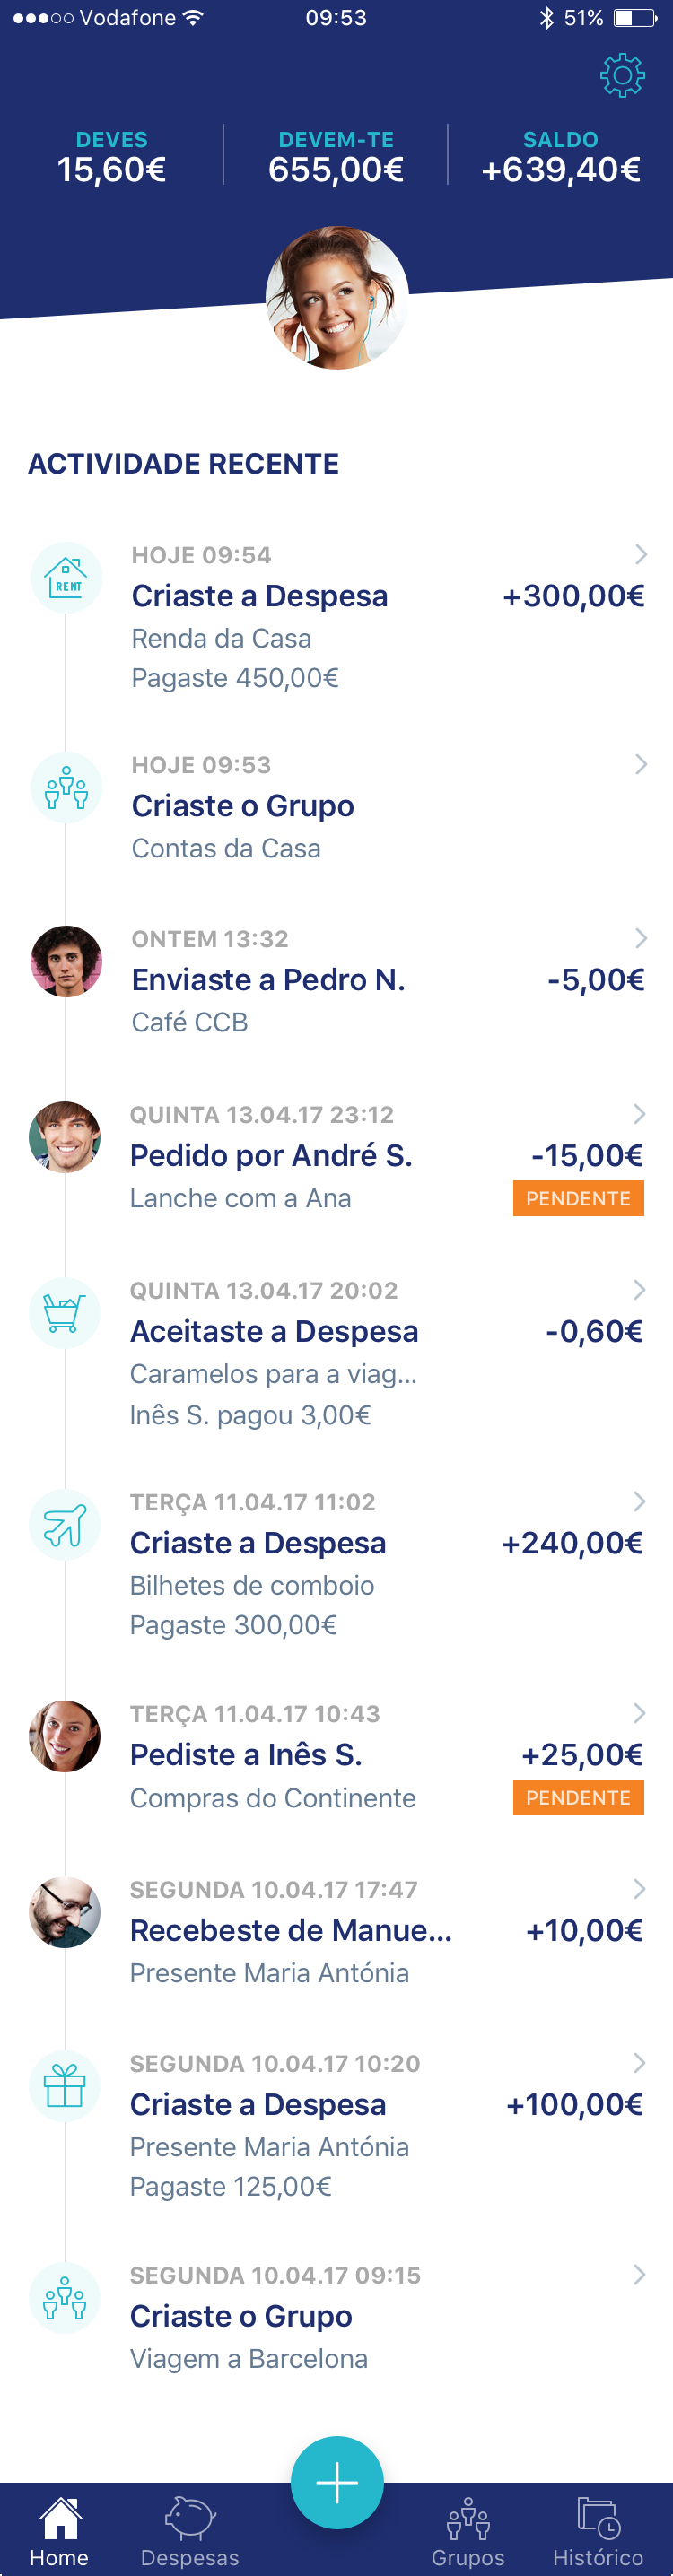 Vodafone 09:53 51%
DEVES DEVEM-TE SALDO
15,60€ 655,00€ +639,40€
ACTIVIDADE RECENTE
HOJE 09:54
RENT
Criaste a Despesa +300,00€
Renda da Casa
Pagaste 450,00€
HOJE 09:53
Criaste o Grupo
Contas da Casa
ONTEM 13:32
Enviaste a Pedro N. -5,00€
Café CCB
QUINTA 13.04.17 23:12
Pedido por André S. -15,00€
Lanche com a Ana PENDENTE
QUINTA 13.04.17 20:02
Aceitaste a Despesa -0,60€
Caramelos para a viag...
Inês S. pagou 3,00€
TERÇA 11.04.17 11:02
Criaste a Despesa +240,00€
Bilhetes de comboio
Pagaste 300,00€
TERÇA 11.04.17 10:43
Pediste a Inês S. +25,00€
Compras do Continente PENDENTE
SEGUNDA 10.04.17 17:47
Recebeste de Manue... +10,00€
Presente Maria Antónia
SEGUNDA 10.04.17 10:20
Criaste a Despesa +100,00€
Presente Maria Antónia
Pagaste 125,00€
SEGUNDA 10.04.17 09:15
Criaste o Grupo
Viagem a Barcelona
Home Despesas Grupos Histórico